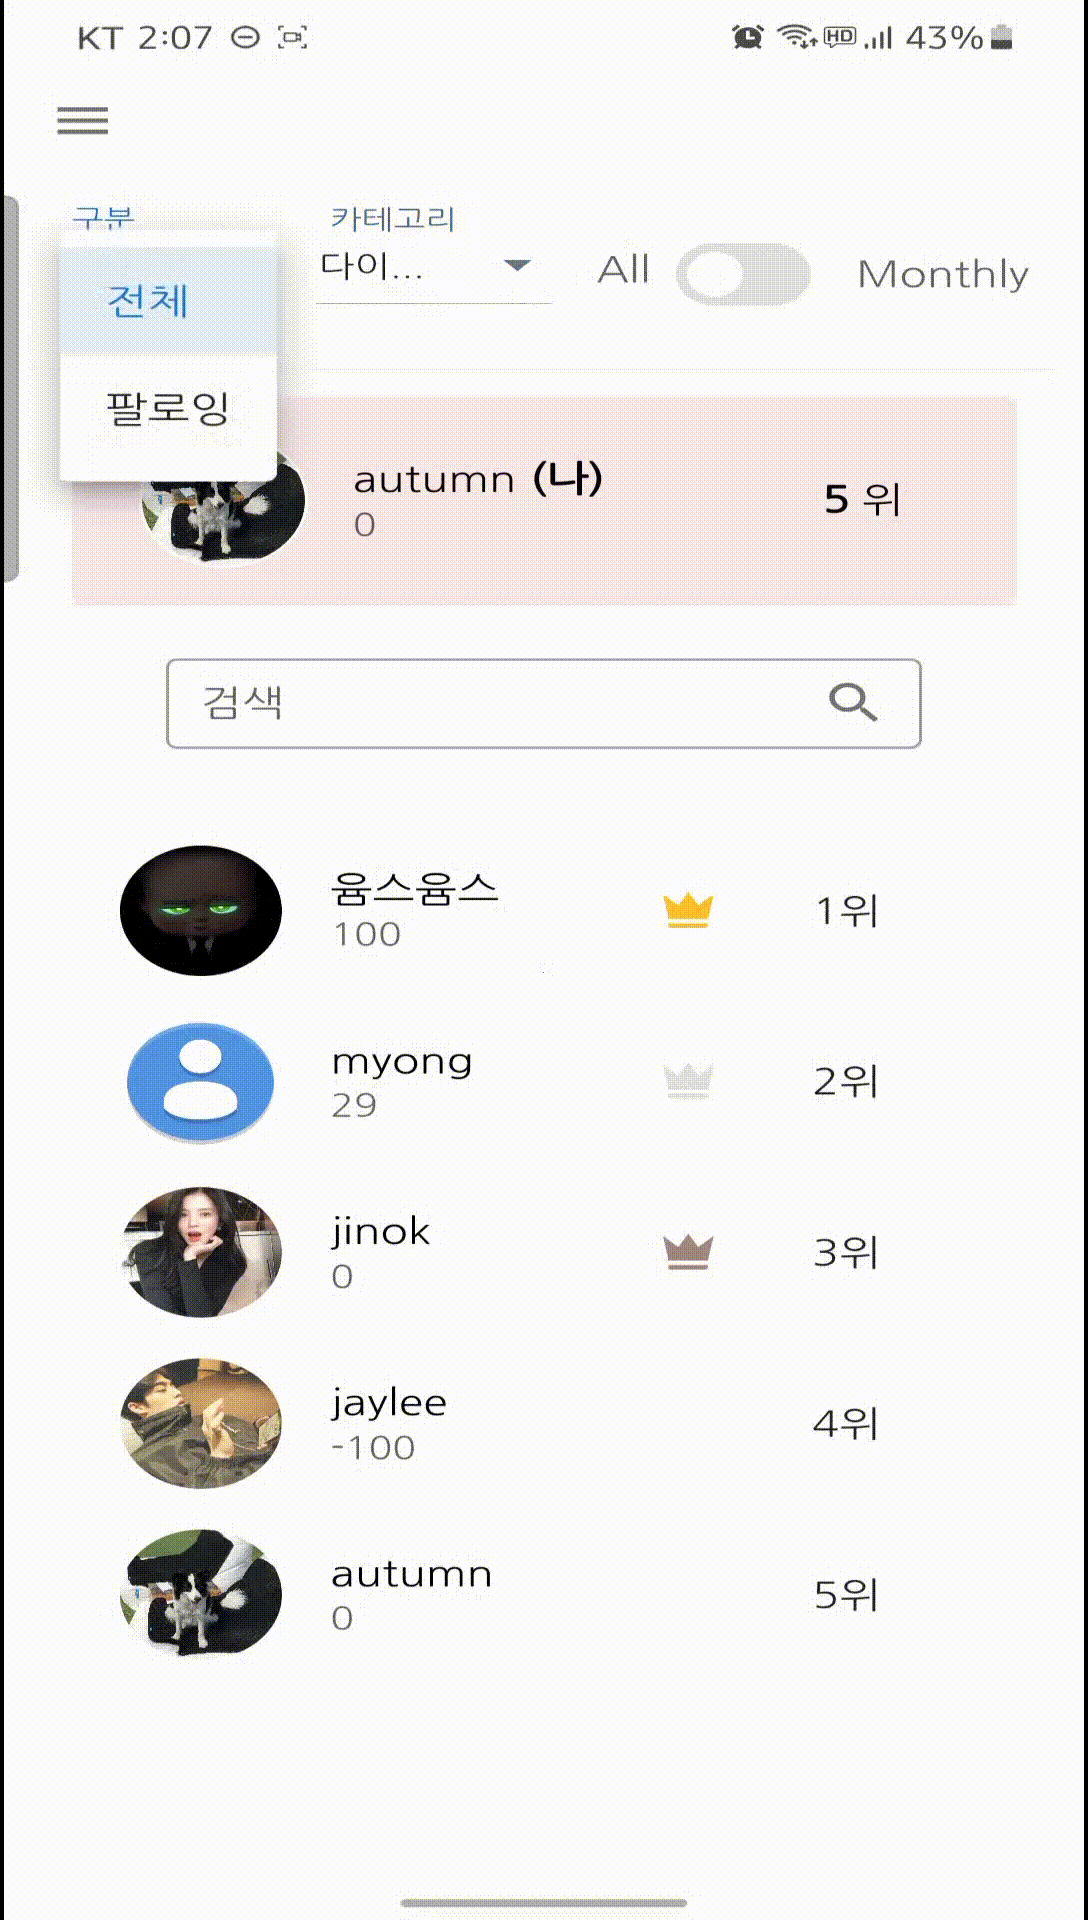 KT 2:07 HD 43%
구분 카테고리
다이... All Monthly
전체
팔로잉
autumn (나) 5 위
0
검색
윰스윰스 1위
100
myong 2위
29
jinok 3위
0
jaylee 4위
-100
autumn 5위
0